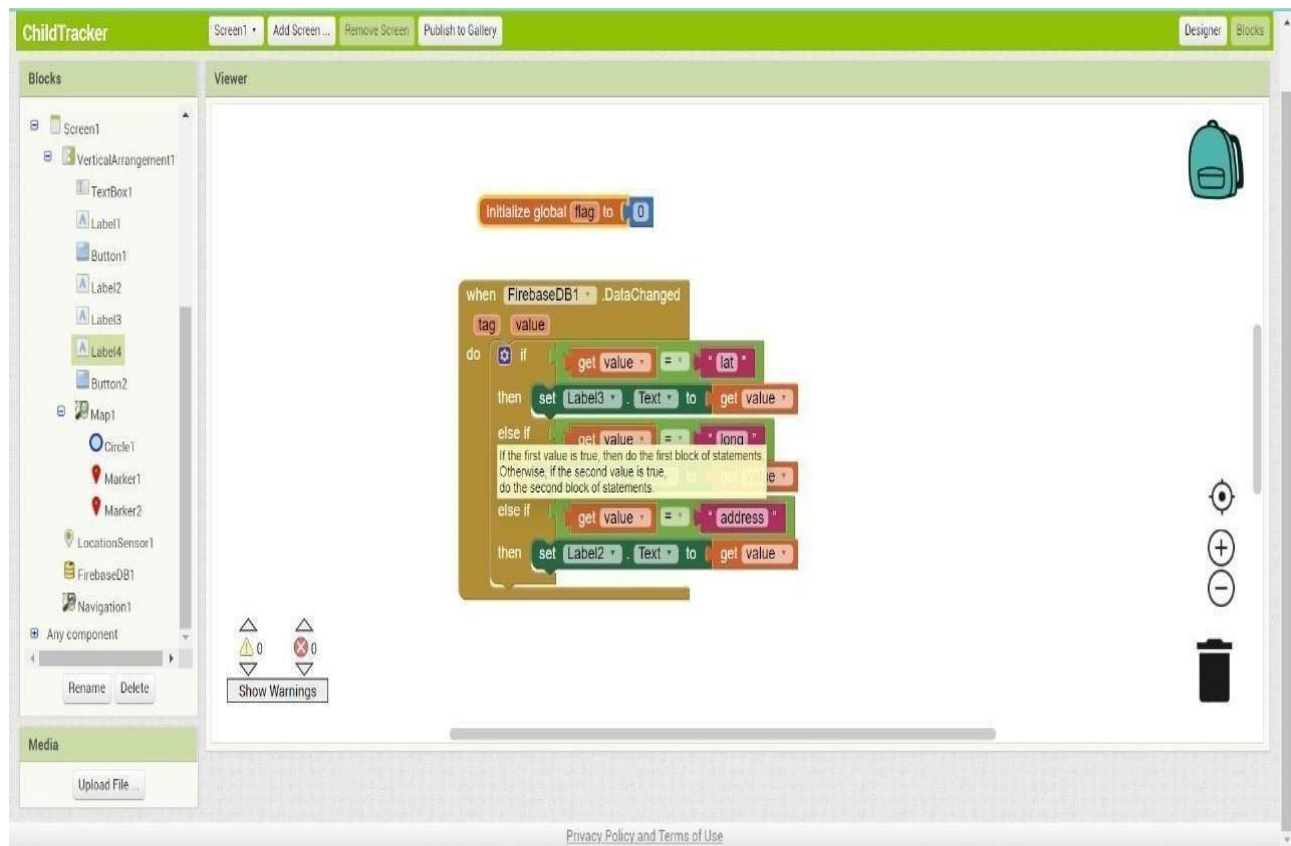 ChildTracker Screen1 Add Screen ... Remove Screen Publish to Gallery Designer Blocks
Blocks
Screen1
VerticalArrangement1
TextBox1
Label1
Button1
Label2
Label3
Label4
Button2
Map1
Circle1
Marker1
Marker2
LocationSensor1
FirebaseDB1
Navigation1
Any component
Rename Delete
Media
Upload File ...
Viewer
Initialize global flag to 0
when FirebaseDB1 .DataChanged
tag value
do if get value = " lat "
then set Label3 . Text to get value
else if get value = " long "
If the first value is true, then do the first block of statements.
Otherwise, if the second value is true,
do the second block of statements.
else if get value = " address "
then set Label2 . Text to get value
0 0
Show Warnings
Privacy Policy and Terms of Use